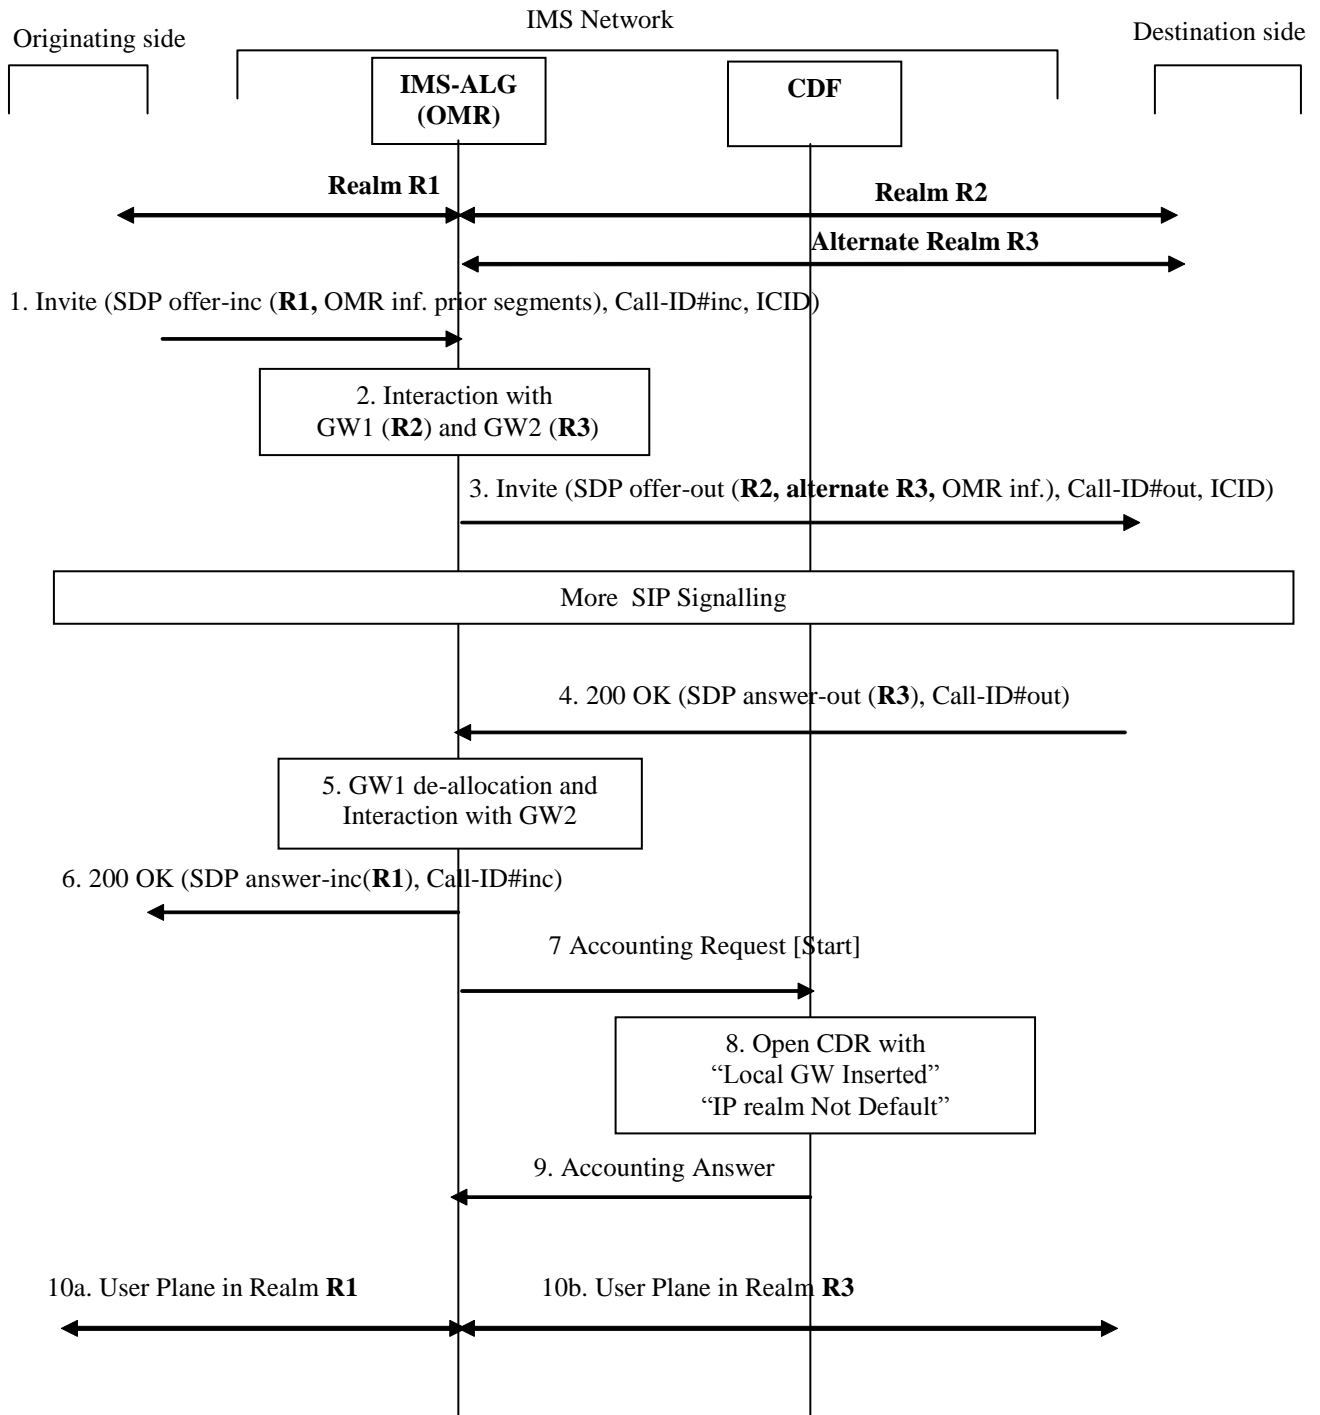 IMS Network
Originating side
Destination side
IMS-ALG
(OMR)
CDF
Realm R1
Realm R2
Alternate Realm R3
1. Invite (SDP offer-inc (R1, OMR inf. prior segments), Call-ID#inc, ICID)
2. Interaction with
GW1 (R2) and GW2 (R3)
3. Invite (SDP offer-out (R2, alternate R3, OMR inf.), Call-ID#out, ICID)
More SIP Signalling
4. 200 OK (SDP answer-out (R3), Call-ID#out)
5. GW1 de-allocation and
Interaction with GW2
6. 200 OK (SDP answer-inc(R1), Call-ID#inc)
7 Accounting Request [Start]
8. Open CDR with
“Local GW Inserted”
“IP realm Not Default”
9. Accounting Answer
10a. User Plane in Realm R1
10b. User Plane in Realm R3